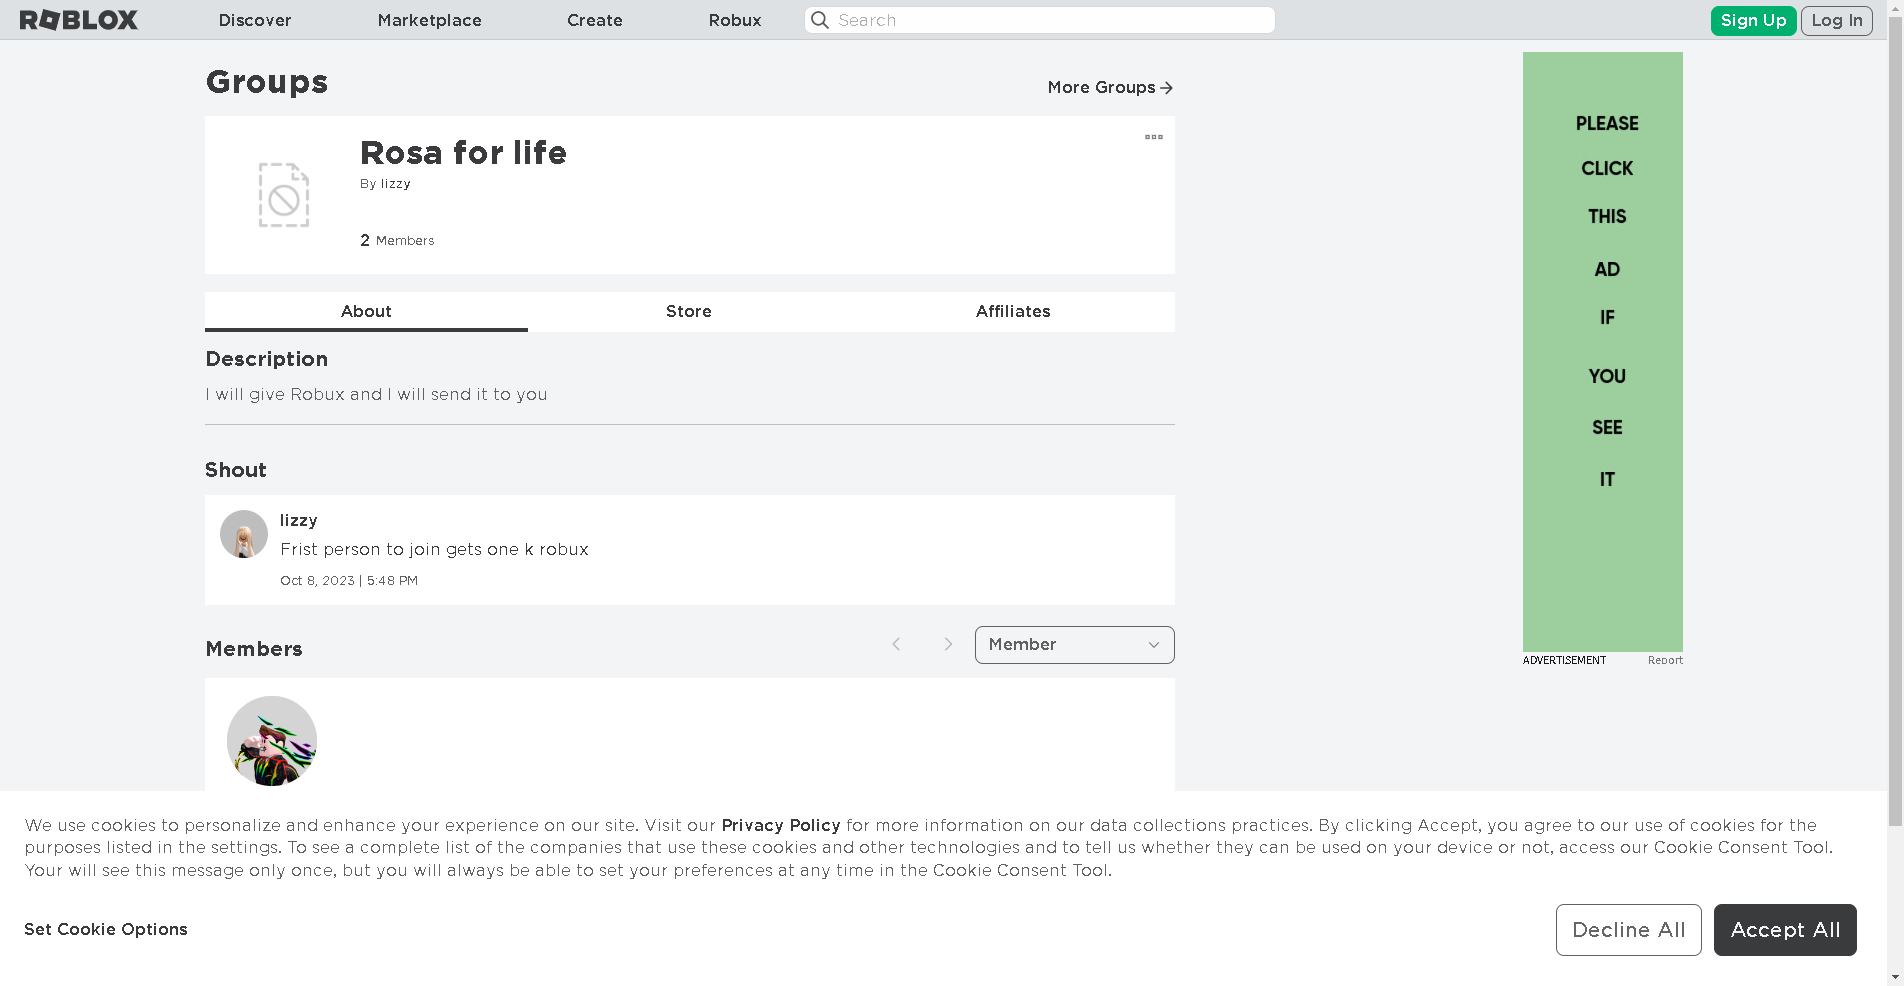 ROBLOX Discover Marketplace Create Robux Search Sign Up Log In
Groups
More Groups
Rosa for life
By lizzy
2 Members
About Store Affiliates
Description
I will give Robux and I will send it to you
Shout
lizzy
Frist person to join gets one k robux
Oct 8, 2023 | 5:48 PM
Members
Member
PLEASE
CLICK
THIS
AD
IF
YOU
SEE
IT
ADVERTISEMENT Report
We use cookies to personalize and enhance your experience on our site. Visit our Privacy Policy for more information on our data collections practices. By clicking Accept, you agree to our use of cookies for the
purposes listed in the settings. To see a complete list of the companies that use these cookies and other technologies and to tell us whether they can be used on your device or not, access our Cookie Consent Tool.
Your will see this message only once, but you will always be able to set your preferences at any time in the Cookie Consent Tool.
Set Cookie Options
Decline All
Accept All